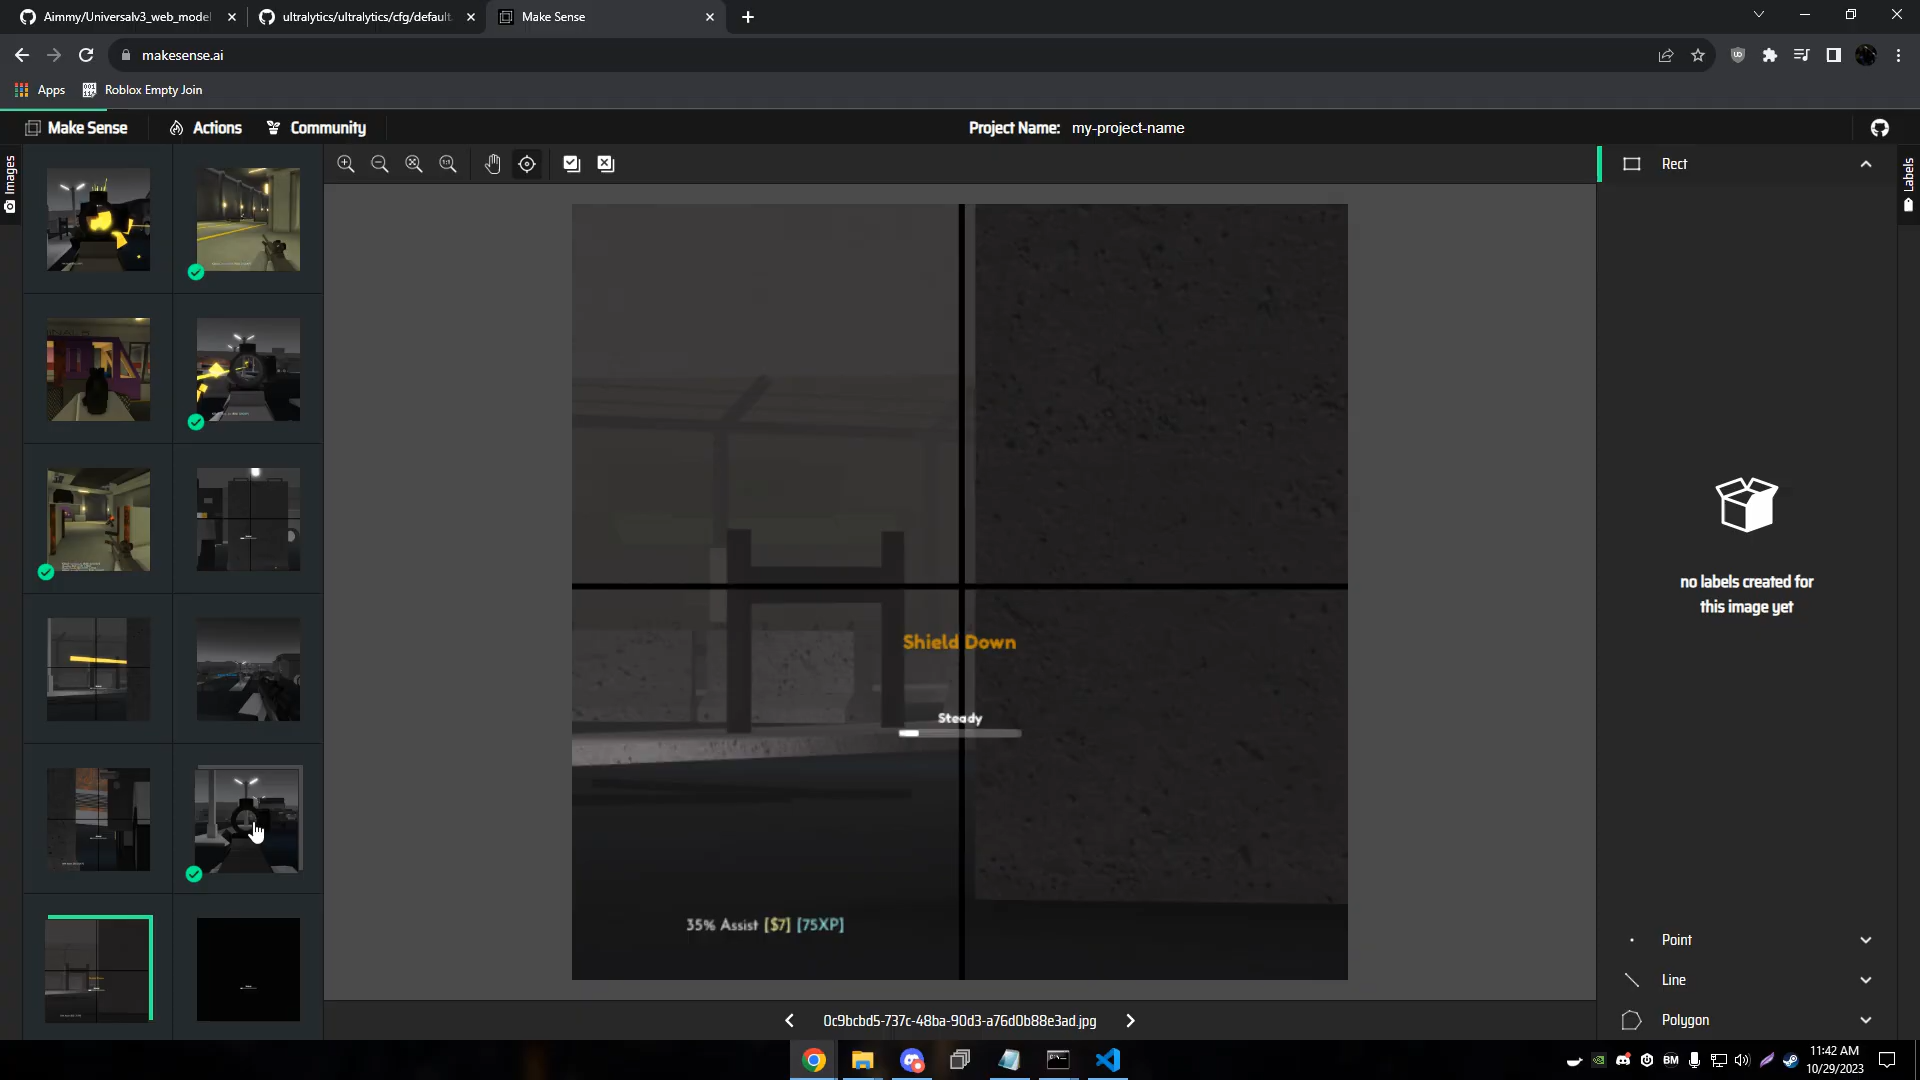 Aimmy/Universalv3_web_model
ultralytics/ultralytics/cfg/default.
Make Sense
makesense.ai
Apps
Roblox Empty Join
Make Sense
Actions
Community
Project Name: my-project-name
Images
Labels
Rect
Shield Down
Steady
35% Assist [$7] [75XP]
no labels created for
this image yet
Point
Line
Polygon
0c9bcbd5-737c-48ba-90d3-a76d0b88e3ad.jpg
BM
11:42 AM
10/29/2023